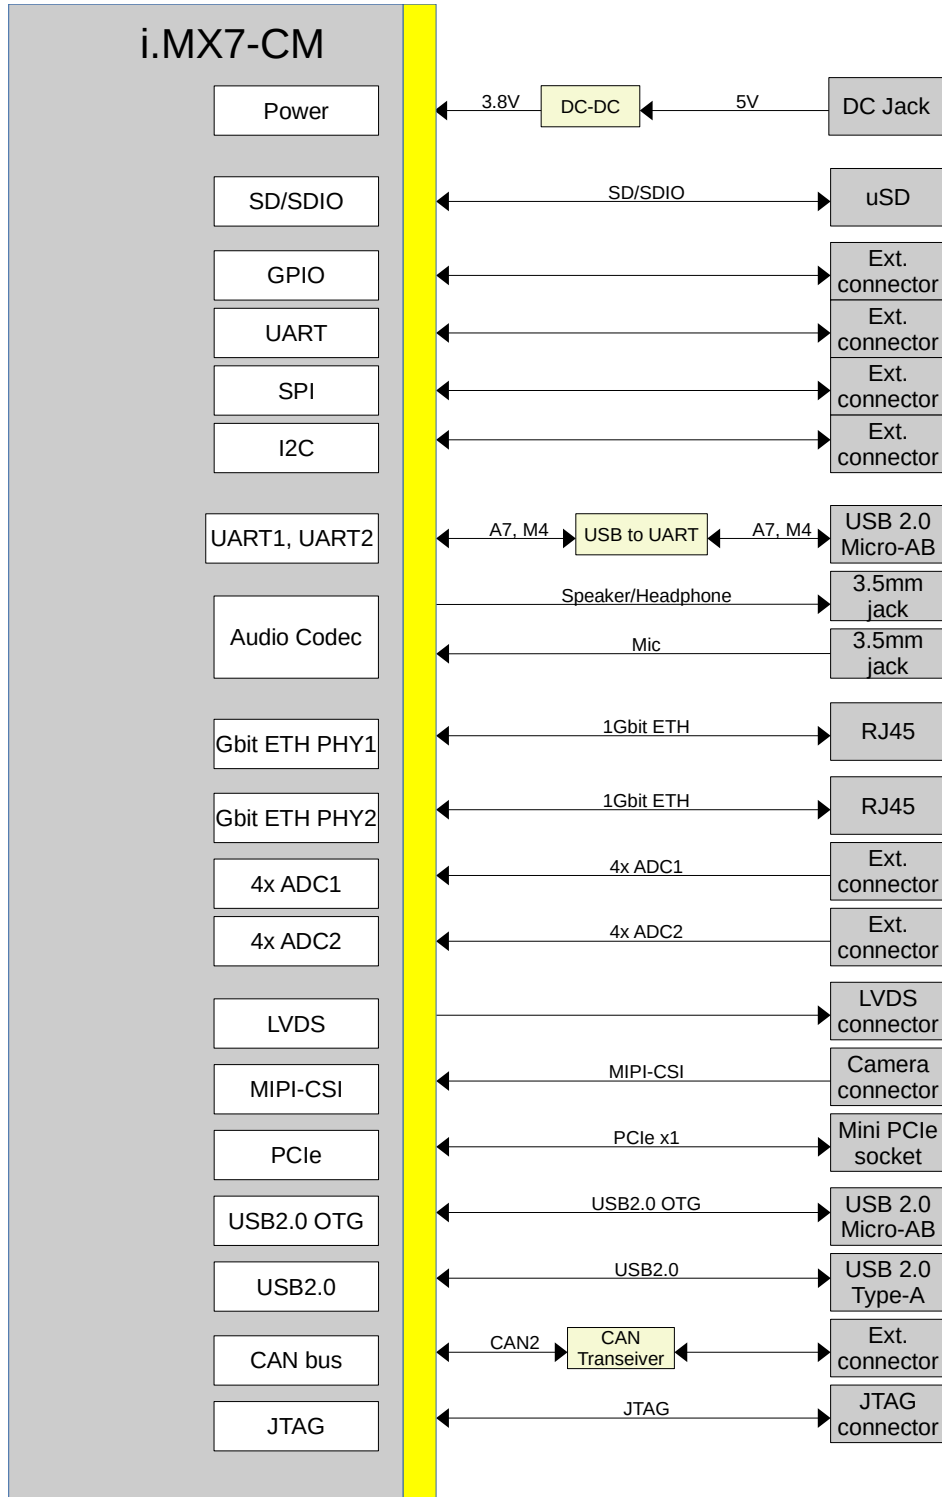 i.MX7-CM
Power
3.8V
DC-DC
5V
DC Jack
SD/SDIO
SD/SDIO
uSD
GPIO
Ext.
connector
UART
Ext.
connector
SPI
Ext.
connector
I2C
Ext.
connector
UART1, UART2
A7, M4
USB to UART
A7, M4
USB 2.0
Micro-AB
Audio Codec
Speaker/Headphone
3.5mm
jack
Mic
3.5mm
jack
Gbit ETH PHY1
1Gbit ETH
RJ45
Gbit ETH PHY2
1Gbit ETH
RJ45
4x ADC1
4x ADC1
Ext.
connector
4x ADC2
4x ADC2
Ext.
connector
LVDS
LVDS
connector
MIPI-CSI
MIPI-CSI
Camera
connector
PCIe
PCIe x1
Mini PCIe
socket
USB2.0 OTG
USB2.0 OTG
USB 2.0
Micro-AB
USB2.0
USB2.0
USB 2.0
Type-A
CAN bus
CAN2
CAN
Transeiver
Ext.
connector
JTAG
JTAG
JTAG
connector